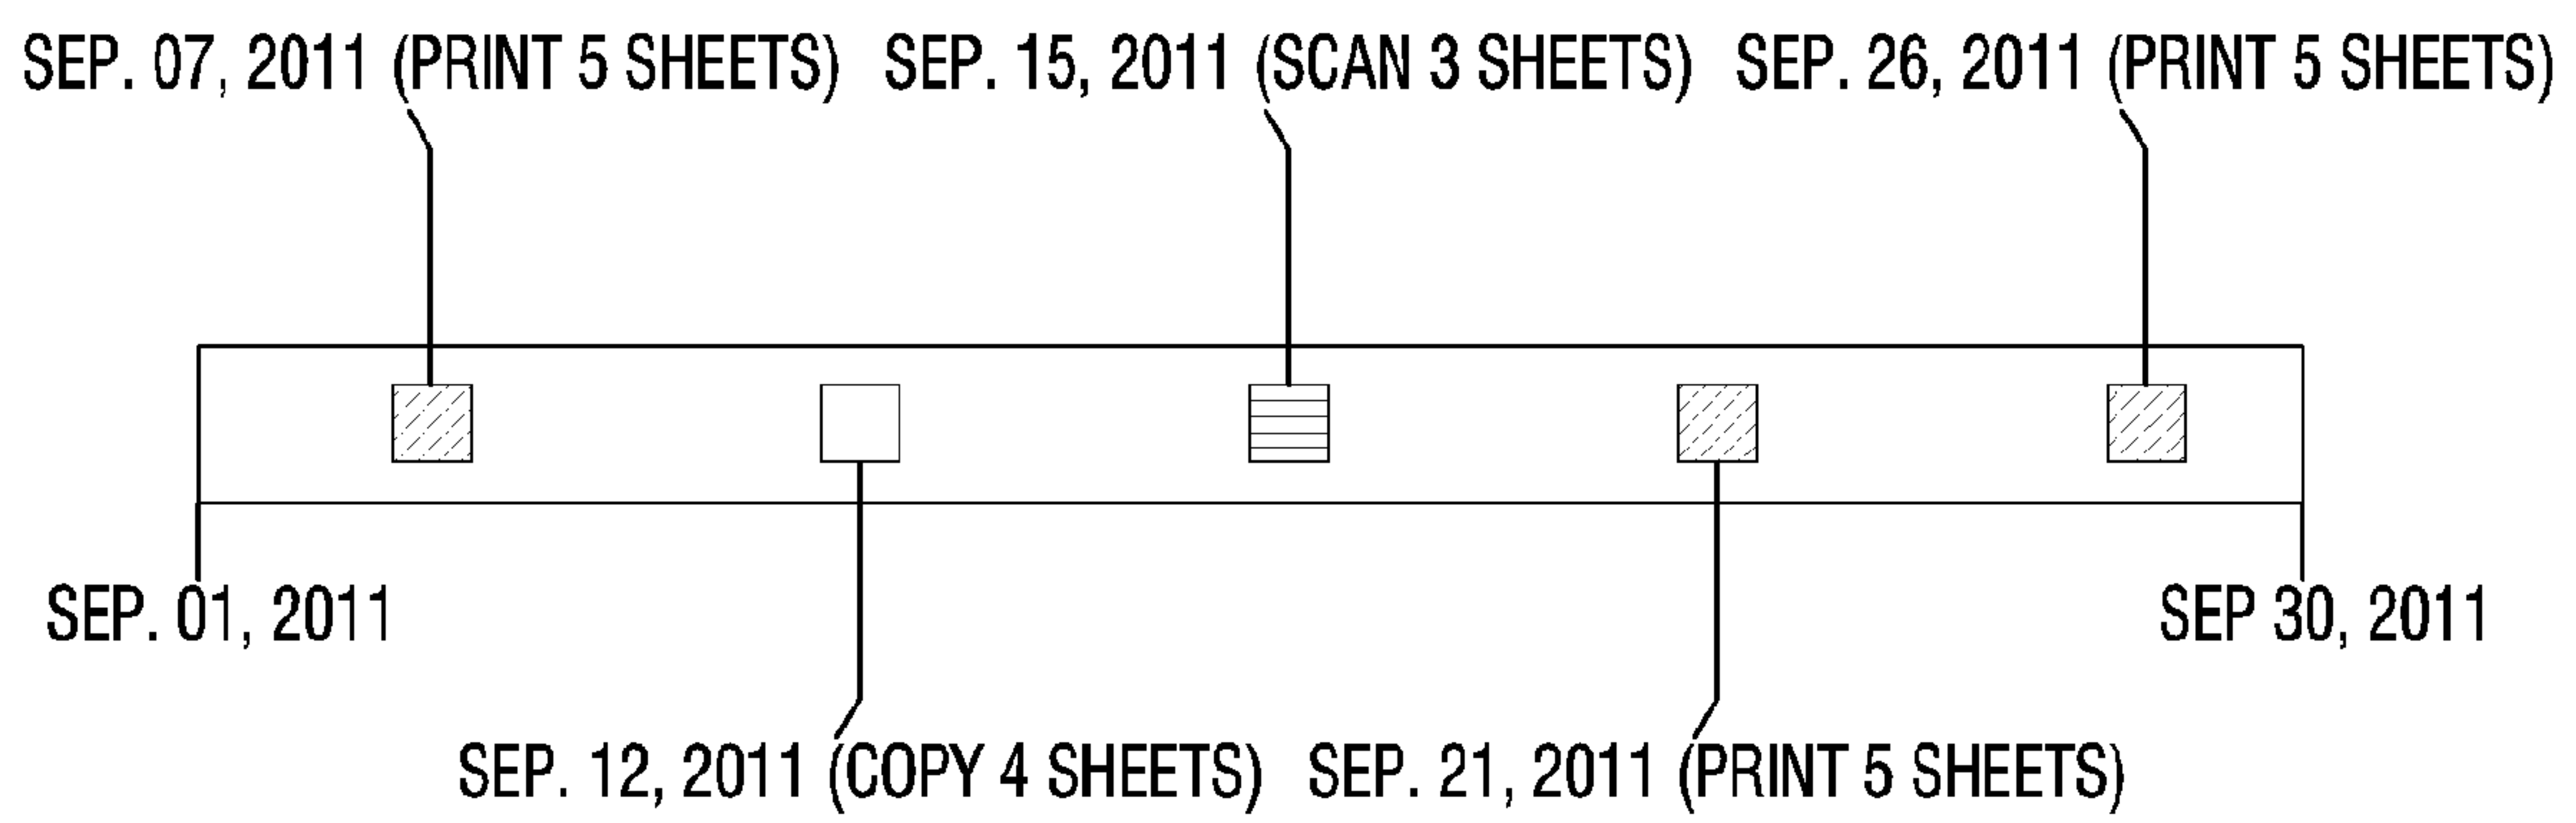 SEP. 07, 2011 (PRINT 5 SHEETS) SEP. 15, 2011 (SCAN 3 SHEETS) SEP. 26, 2011 (PRINT 5 SHEETS)
SEP. 01, 2011 SEP 30, 2011
SEP. 12, 2011 (COPY 4 SHEETS) SEP. 21, 2011 (PRINT 5 SHEETS)